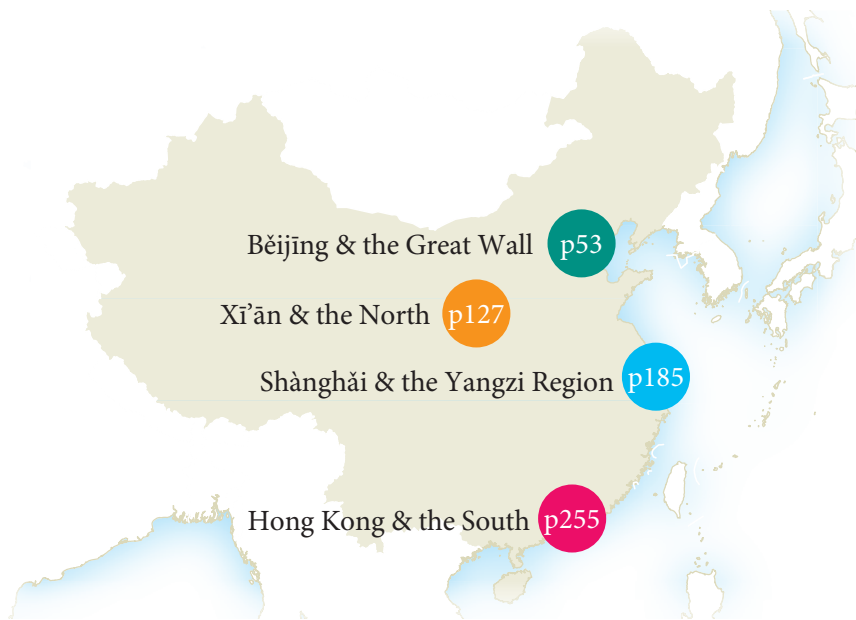 Běijīng & the Great Wall p53
Xī'ān & the North p127
Shànghǎi & the Yangzi Region p185
Hong Kong & the South p255